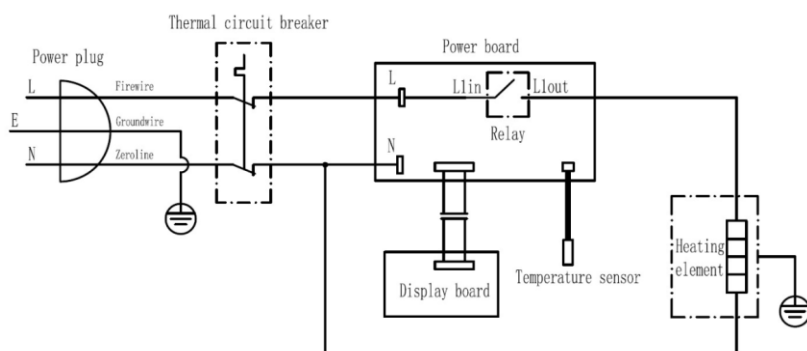 Thermal circuit breaker
Power plug
Power board
L
Firewire
L
L1in
L1out
E
Groundwire
Relay
N
Zeroline
N
Heating
element
Temperature sensor
Display board